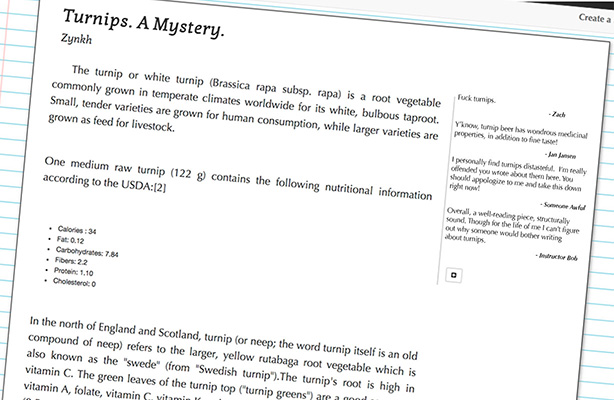 Create a
Turnips. A Mystery.
Zynkh
The turnip or white turnip (Brassica rapa subsp. rapa) is a root vegetable
commonly grown in temperate climates worldwide for its white, bulbous taproot.
Small, tender varieties are grown for human consumption, while larger varieties are
grown as feed for livestock.
One medium raw turnip (122 g) contains the following nutritional information
according to the USDA:[2]
Calories : 34
Fat: 0.12
Carbohydrates: 7.84
Fibers: 2.2
Protein: 1.10
Cholesterol: 0
In the north of England and Scotland, turnip (or neep; the word turnip itself is an old
compound of neep) refers to the larger, yellow rutabaga root vegetable which is
also known as the "swede" (from "Swedish turnip").The turnip's root is high in
vitamin C. The green leaves of the turnip top ("turnip greens") are a good
vitamin A, folate, vitamin C, vitamin
Fuck turnips.
- Zach
Y'know, turnip beer has wondrous medicinal
properties, in addition to fine taste!
- Jan Jansen
I personally find turnips distasteful. I'm really
offended you wrote about them here. You
should appologize to me and take this down
right now!
- Someone Awful
Overall, a well-reading piece, structurally
sound. Though for the life of me I can't figure
out why someone would bother writing
about turnips.
- Instructor Bob